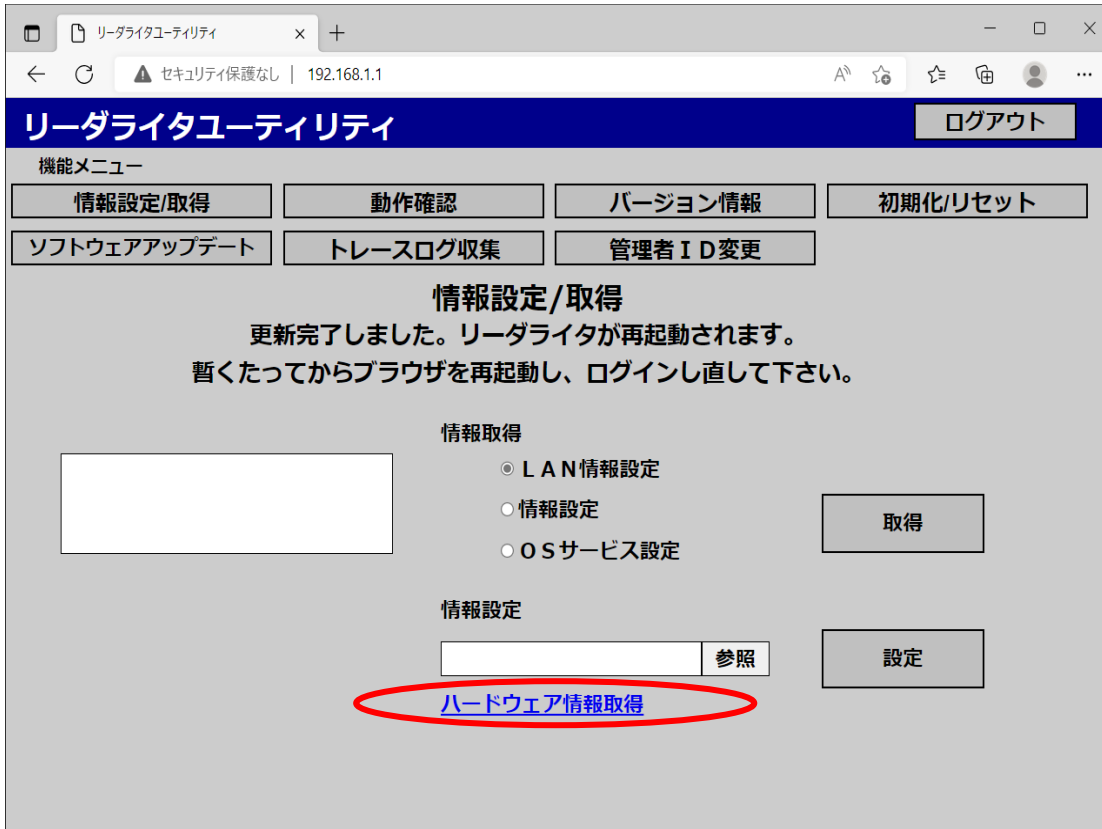 リーダライタユーティリティ
セキュリティ保護なし | 192.168.1.1
リーダライタユーティリティ
ログアウト
機能メニュー
情報設定/取得
動作確認
バージョン情報
初期化/リセット
ソフトウェアアップデート
トレースログ収集
管理者ＩＤ変更
情報設定/取得
更新完了しました。リーダライタが再起動されます。
暫くたってからブラウザを再起動し、ログインし直して下さい。
情報取得
ＬＡＮ情報設定
情報設定
ＯＳサービス設定
取得
情報設定
参照
設定
ハードウェア情報取得